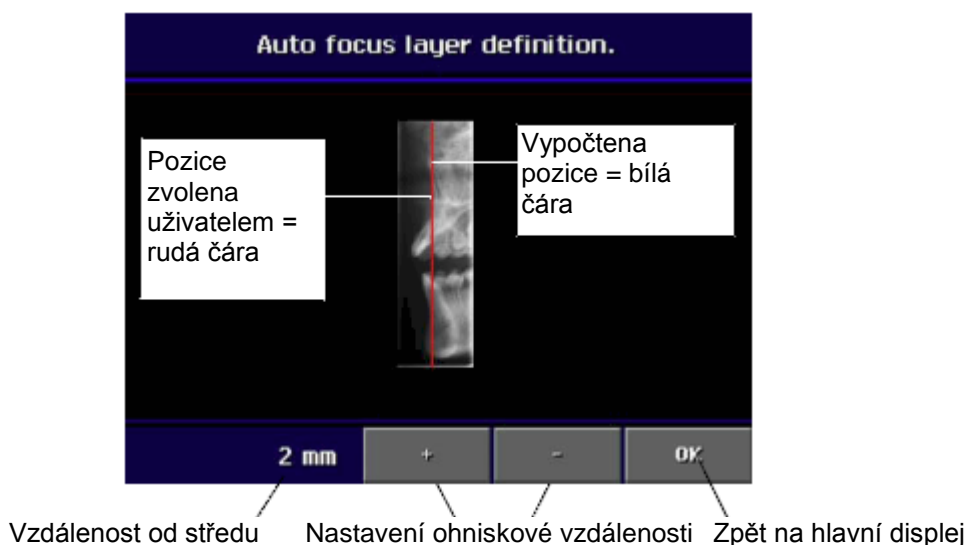 Auto focus layer definition.
Pozice
zvolena
uživatelem =
rudá čára
Vypočtena
pozice = bílá
čára
2 mm
+
-
OK
Vzdálenost od středu
Nastavení ohniskové vzdálenosti
Zpět na hlavní displej